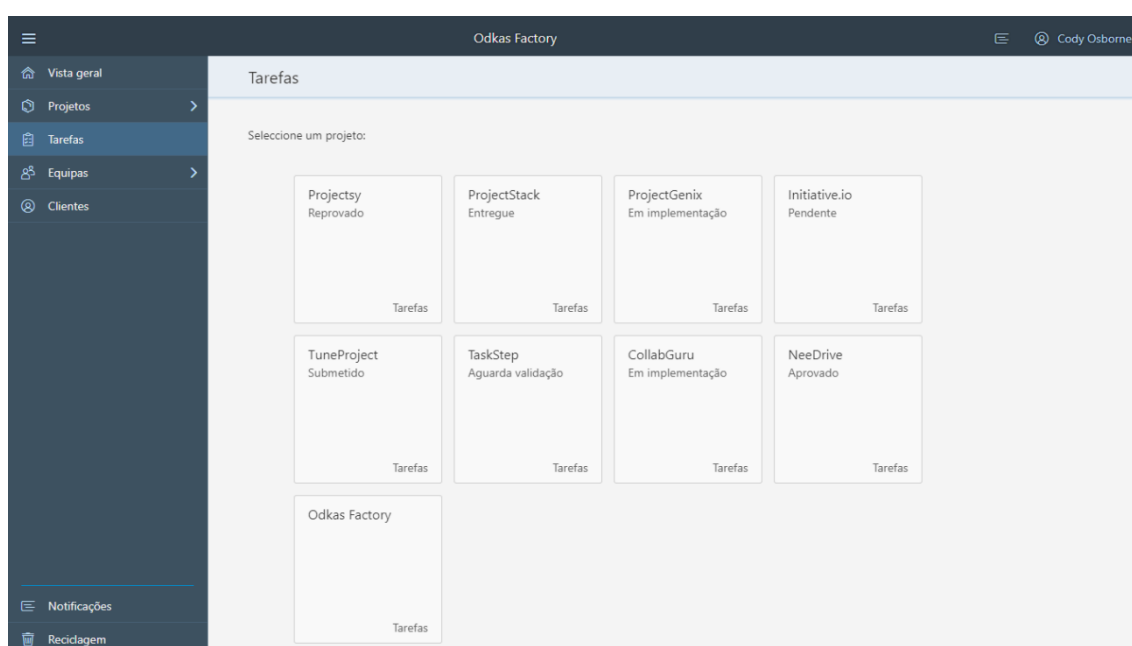 Odkas Factory
Cody Osborne
Vista geral
Projetos
Tarefas
Equipas
Clientes
Notificações
Reciclagem
Tarefas
Seleccione um projeto:
Projectsy
Reprovado
Tarefas
ProjectStack
Entregue
Tarefas
ProjectGenix
Em implementação
Tarefas
Initiative.io
Pendente
Tarefas
TuneProject
Submetido
Tarefas
TaskStep
Aguarda validação
Tarefas
CollabGuru
Em implementação
Tarefas
NeeDrive
Aprovado
Tarefas
Odkas Factory
Tarefas